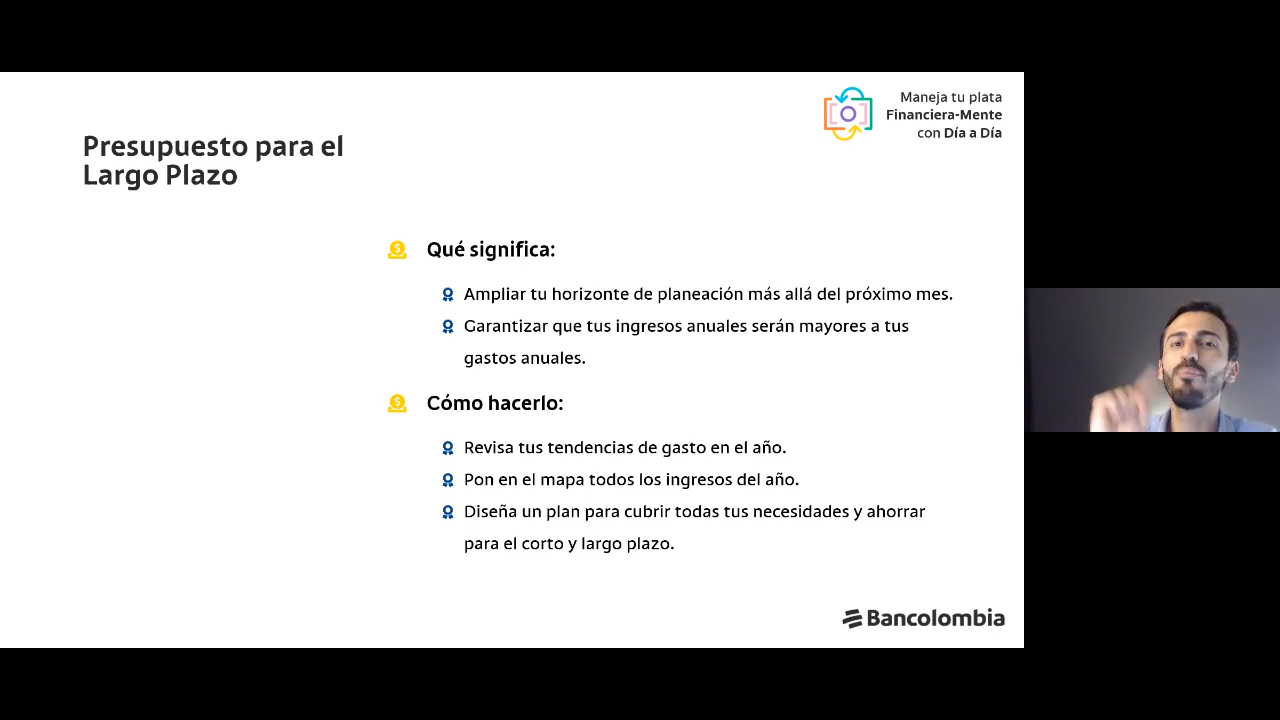 Maneja tu plata
Financiera-Mente
con Día a Día
Presupuesto para el
Largo Plazo
Qué significa:
Ampliar tu horizonte de planeación más allá del próximo mes.
Garantizar que tus ingresos anuales serán mayores a tus
gastos anuales.
Cómo hacerlo:
Revisa tus tendencias de gasto en el año.
Pon en el mapa todos los ingresos del año.
Diseña un plan para cubrir todas tus necesidades y ahorrar
para el corto y largo plazo.
Bancolombia